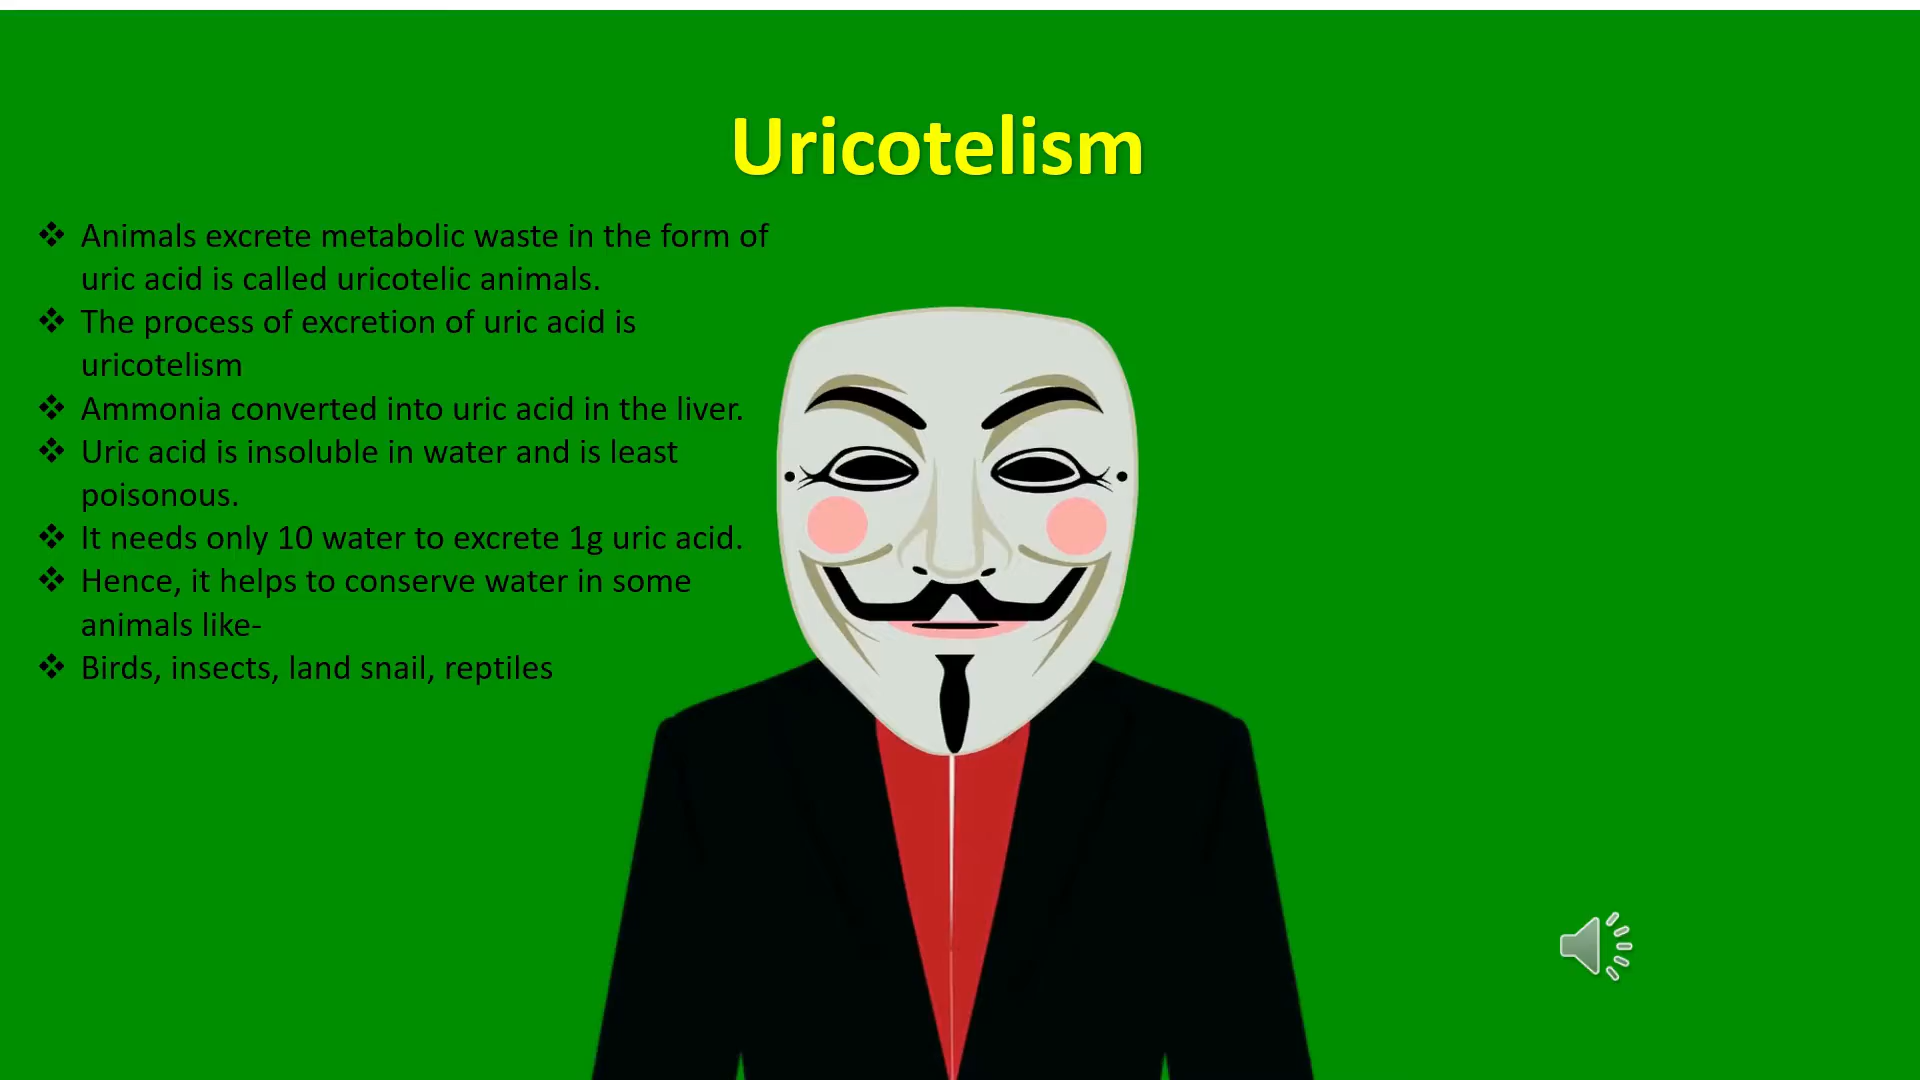 Uricotelism
❖ Animals excrete metabolic waste in the form of
uric acid is called uricotelic animals.
❖ The process of excretion of uric acid is
uricotelism
❖ Ammonia converted into uric acid in the liver.
❖ Uric acid is insoluble in water and is least
poisonous.
❖ It needs only 10 water to excrete 1g uric acid.
❖ Hence, it helps to conserve water in some
animals like-
❖ Birds, insects, land snail, reptiles